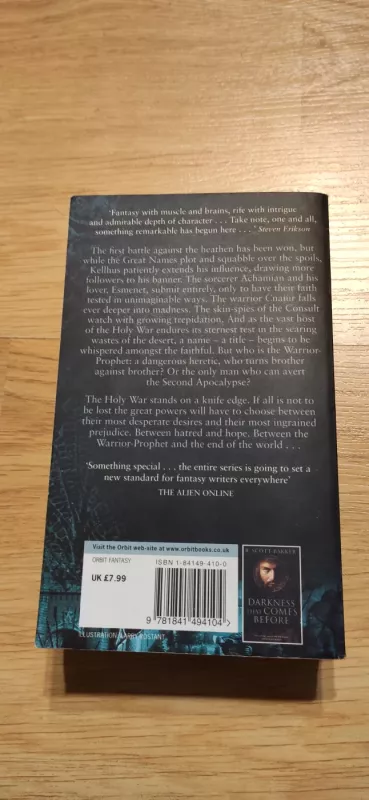 'Fantasy with muscle and brains, rife with intrigue
and admirable depth of character . . . Take note, one and all,
something remarkable has begun here . . .' Steven Erikson
The first battle against the heathen has been won, but
while the Great Names plot and squabble over the spoils,
Kellhus patiently extends his influence, drawing more
followers to his banner. The sorcerer Achamian and his
lover, Esmenet, submit entirely, only to have their faith
tested in unimaginable ways. The warrior Cnaiur falls
ever deeper into madness. The skin-spies of the Consult
watch with growing trepidation. And as the vast host
of the Holy War endures its sternest test in the searing
wastes of the desert, a name – a title – begins to be
whispered amongst the faithful. But who is the Warrior-
Prophet: a dangerous heretic, who turns brother
against brother? Or the only man who can avert
the Second Apocalypse?
The Holy War stands on a knife edge. If all is not to
be lost the great powers will have to choose between
their most desperate desires and their most ingrained
prejudice. Between hatred and hope. Between the
Warrior-Prophet and the end of the world . . .
'Something special . . . the entire series is going to set a
new standard for fantasy writers everywhere'
THE ALIEN ONLINE
Visit the Orbit web-site at www.orbitbooks.co.uk
ORBIT FANTASY
UK £7.99
ISBN 1-84149-410-0
9 781841 494104
R. SCOTT BAKKER
THE
DARKNESS
THAT COMES
BEFORE
ILLUSTRATION: LARRY ROSTANT